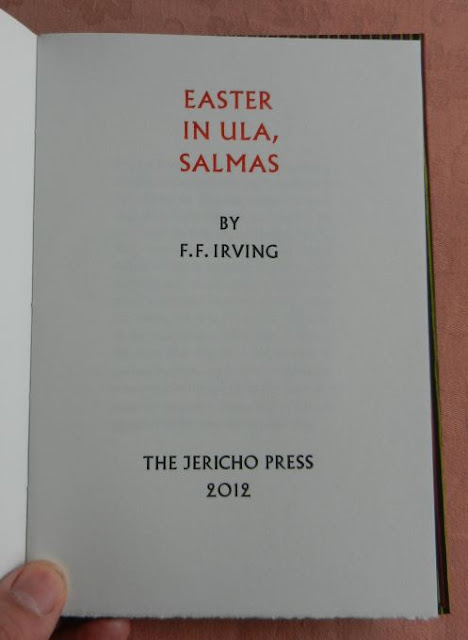 EASTER
IN ULA,
SALMAS
BY
F.F. IRVING
THE JERICHO PRESS
2012